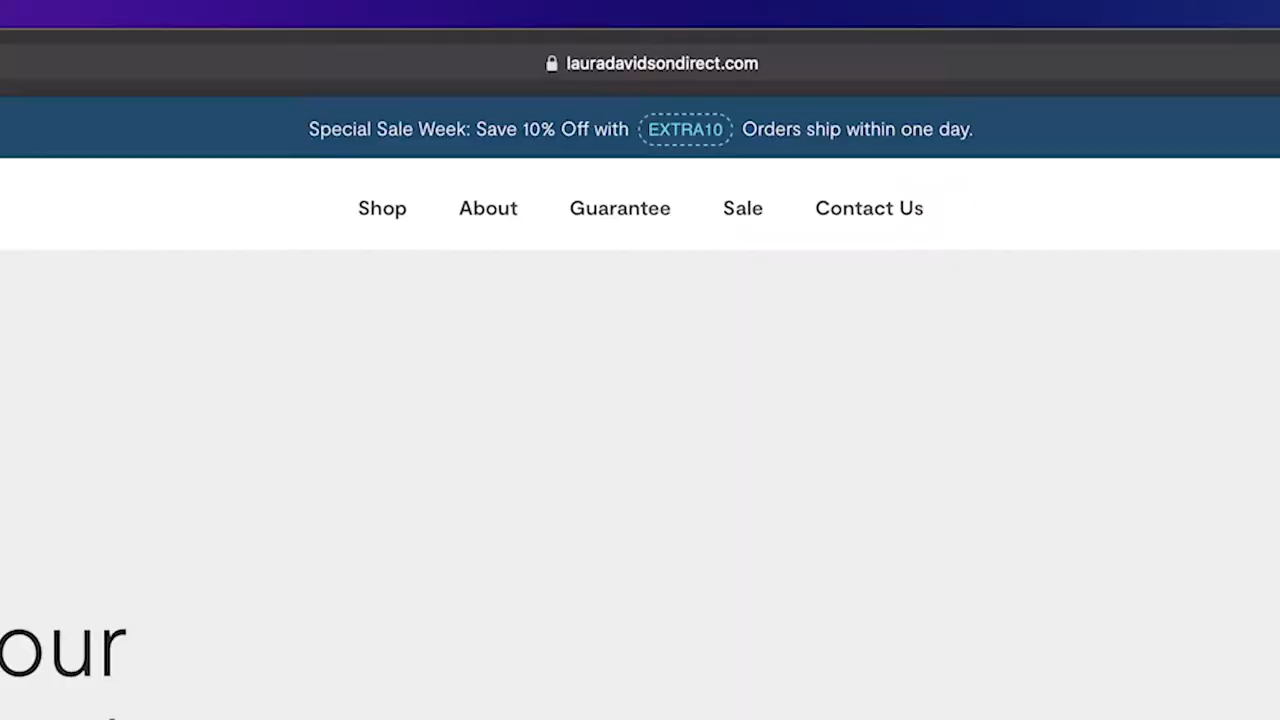 lauradavidsondirect.com
Special Sale Week: Save 10% Off with EXTRA10 Orders ship within one day.
Shop About Guarantee Sale Contact Us
our